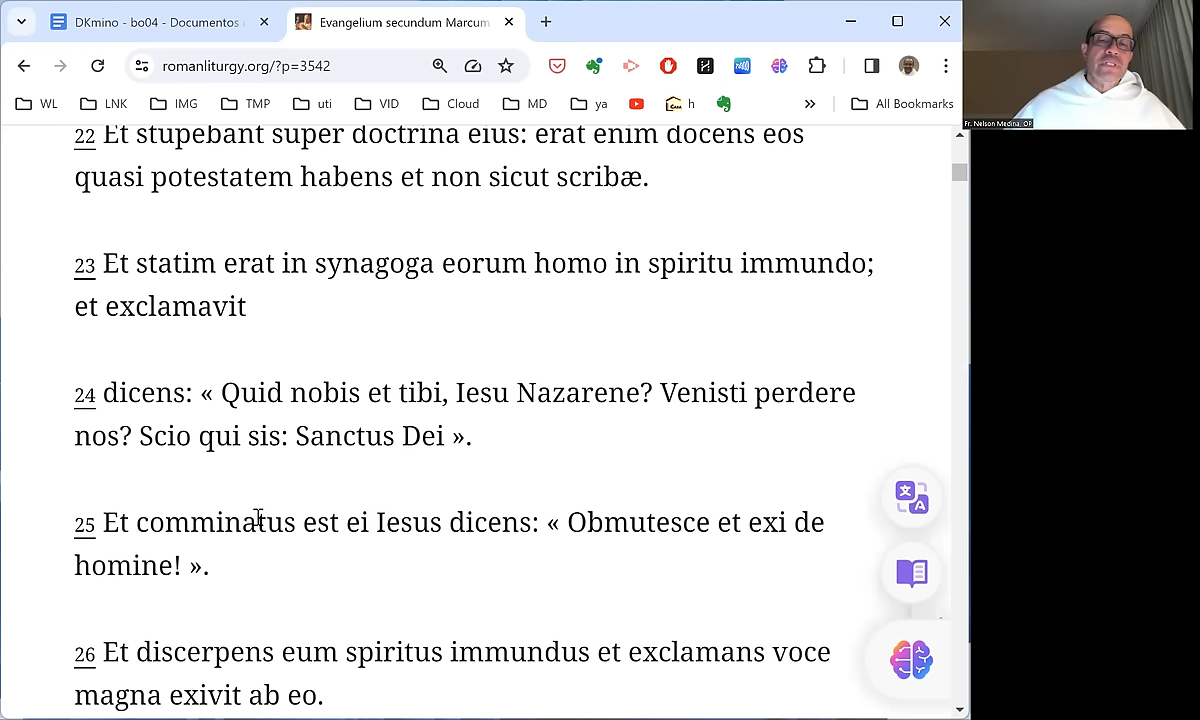 DKmino - bo04 - Documentos
Evangelium secundum Marcum
romanliturgy.org/?p=3542
WL LNK IMG TMP uti VID Cloud MD ya h All Bookmarks
Fr. Nelson Medina, OP
22 Et stupebant super doctrina eius: erat enim docens eos
quasi potestatem habens et non sicut scribæ.
23 Et statim erat in synagoga eorum homo in spiritu immundo;
et exclamavit
24 dicens: « Quid nobis et tibi, Iesu Nazarene? Venisti perdere
nos? Scio qui sis: Sanctus Dei ».
25 Et comminatus est ei Iesus dicens: « Obmutesce et exi de
homine! ».
26 Et discerpens eum spiritus immundus et exclamans voce
magna exivit ab eo.